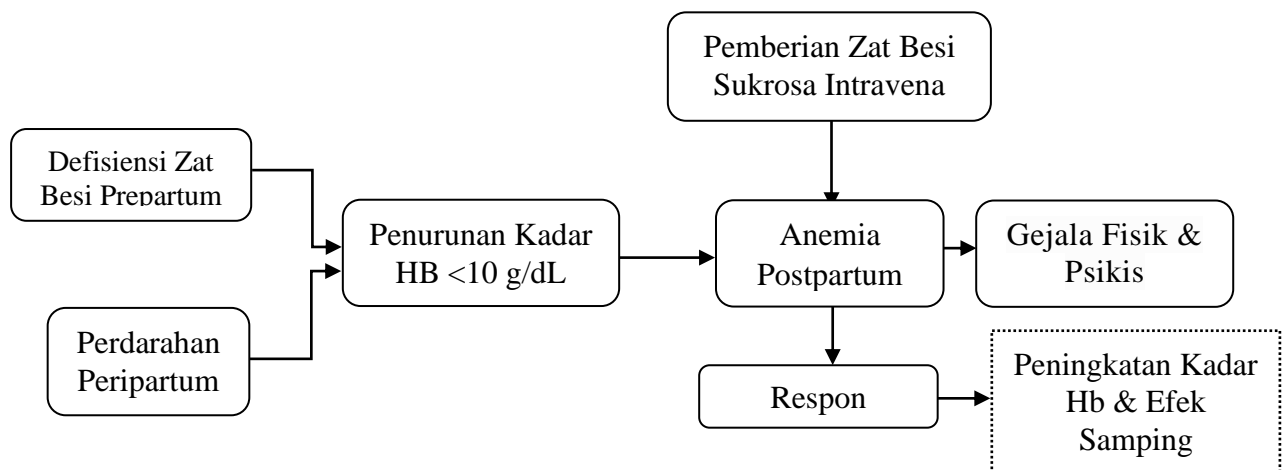 Pemberian Zat Besi
Sukrosa Intravena
Defisiensi Zat
Besi Prepartum
Penurunan Kadar
HB <10 g/dL
Anemia
Postpartum
Gejala Fisik &
Psikis
Perdarahan
Peripartum
Respon
Peningkatan Kadar
Hb & Efek
Samping